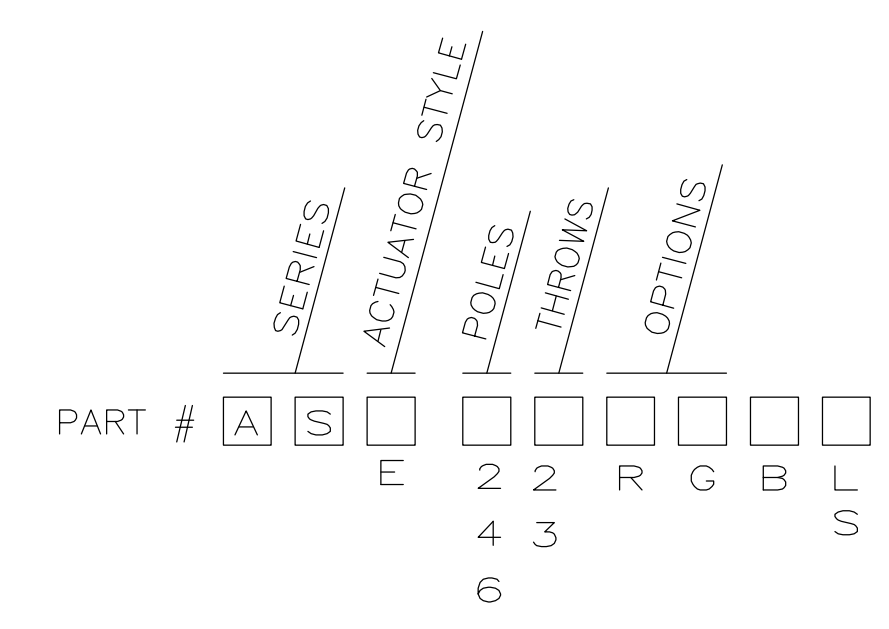 SERIES
ACTUATOR STYLE
POLES
THROWS
OPTIONS
PART # A S
E 2 2 R G B L
4 3 S
6